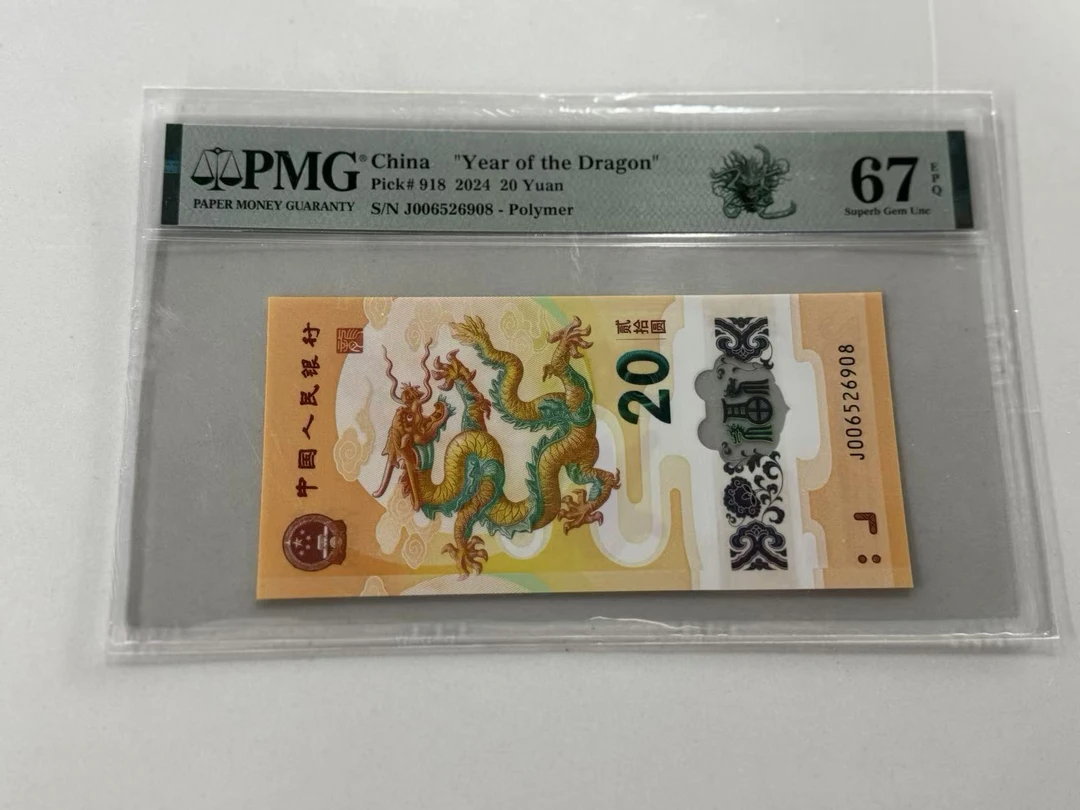 PMG® China "Year of the Dragon"
Pick# 918 2024 20 Yuan
PAPER MONEY GUARANTY S/N J006526908 - Polymer
67 EPQ
Superb Gem Unc
中国人民银行
贰拾圆
20
福
J006526908